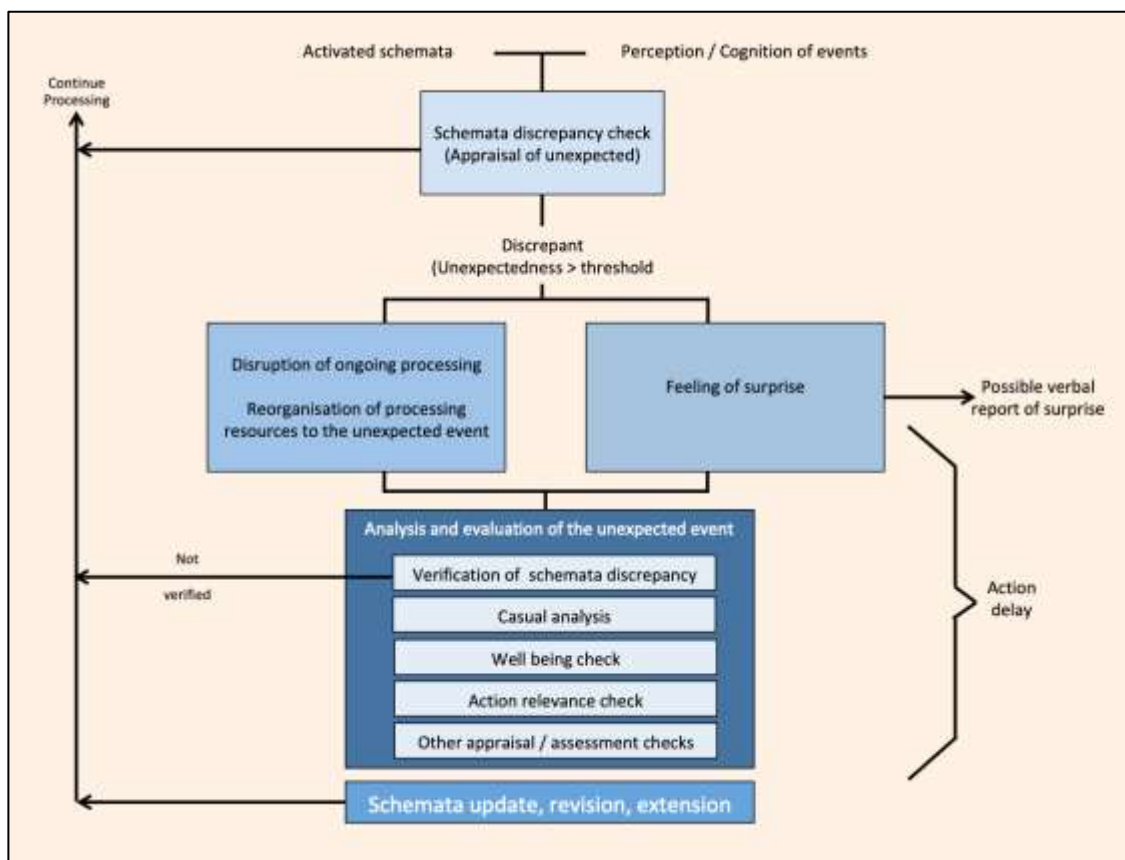 Activated schemata
Perception / Cognition of events
Continue
Processing
Schemata discrepancy check
(Appraisal of unexpected)
Discrepant
(Unexpectedness > threshold
Disruption of ongoing processing
Reorganisation of processing
resources to the unexpected event
Feeling of surprise
Possible verbal
report of surprise
Analysis and evaluation of the unexpected event
Not
verified
Verification of schemata discrepancy
Casual analysis
Well being check
Action relevance check
Other appraisal / assessment checks
Action
delay
Schemata update, revision, extension